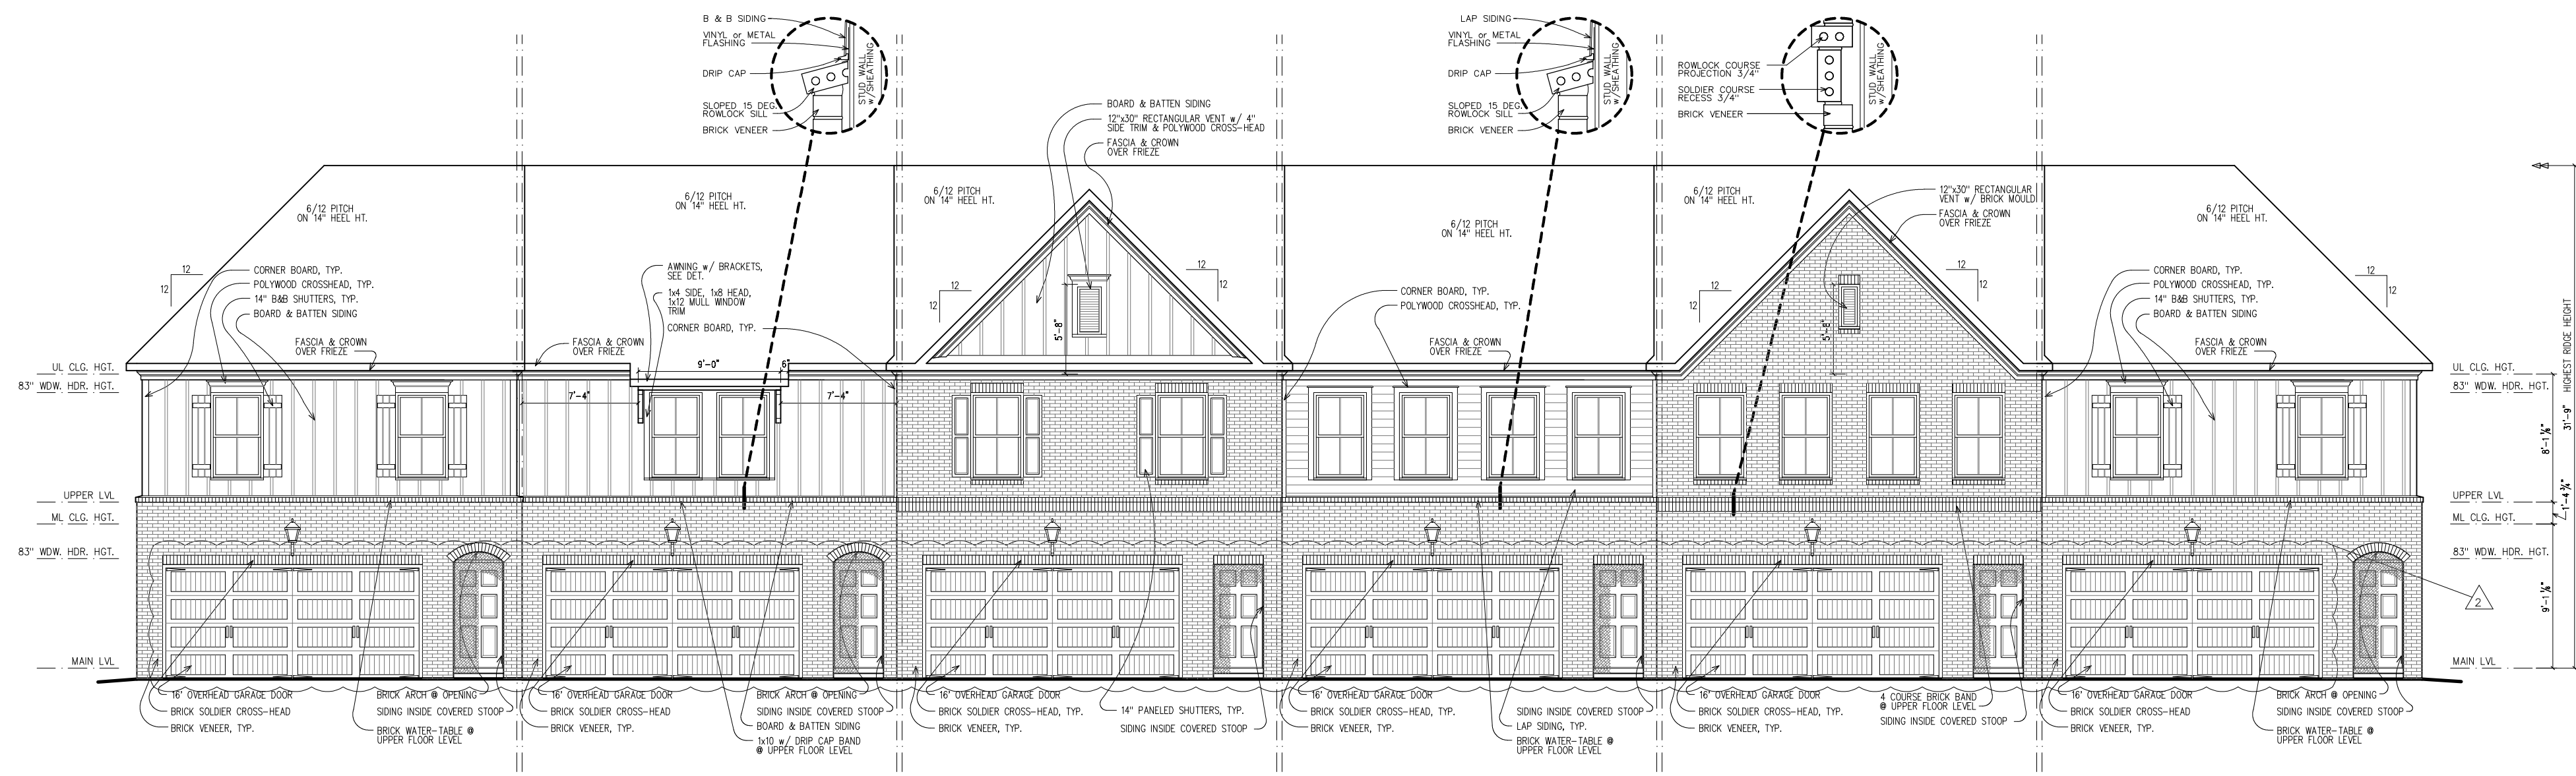 B & B SIDING
VINYL or METAL
FLASHING
DRIP CAP
SLOPED 15 DEG.
ROWLOCK SILL
BRICK VENEER
STUD WALL
w/SHEATHING
LAP SIDING
VINYL or METAL
FLASHING
DRIP CAP
SLOPED 15 DEG.
ROWLOCK SILL
BRICK VENEER
STUD WALL
w/SHEATHING
ROWLOCK COURSE
PROJECTION 3/4"
SOLDIER COURSE
RECESS 3/4"
BRICK VENEER
STUD WALL
w/SHEATHING
BOARD & BATTEN SIDING
12"x30" RECTANGULAR VENT w/ 4"
SIDE TRIM & POLYWOOD CROSS-HEAD
FASCIA & CROWN
OVER FRIEZE
6/12 PITCH
ON 14" HEEL HT.
6/12 PITCH
ON 14" HEEL HT.
6/12 PITCH
ON 14" HEEL HT.
6/12 PITCH
ON 14" HEEL HT.
6/12 PITCH
ON 14" HEEL HT.
6/12 PITCH
ON 14" HEEL HT.
12"x30" RECTANGULAR
VENT w/ BRICK MOULD
FASCIA & CROWN
OVER FRIEZE
12
12
CORNER BOARD, TYP.
POLYWOOD CROSSHEAD, TYP.
14" B&B SHUTTERS, TYP.
BOARD & BATTEN SIDING
FASCIA & CROWN
OVER FRIEZE
AWNING w/ BRACKETS,
SEE DET.
1x4 SIDE, 1x8 HEAD,
1x12 MULL WINDOW
TRIM
CORNER BOARD, TYP.
FASCIA & CROWN
OVER FRIEZE
9'-0"
6"
7'-4"
7'-4"
12
12
12
12
5'-8"
CORNER BOARD, TYP.
POLYWOOD CROSSHEAD, TYP.
FASCIA & CROWN
OVER FRIEZE
12
12
12
12
5'-8"
CORNER BOARD, TYP.
POLYWOOD CROSSHEAD, TYP.
14" B&B SHUTTERS, TYP.
BOARD & BATTEN SIDING
FASCIA & CROWN
OVER FRIEZE
12
12
UL CLG. HGT.
83" WDW. HDR. HGT.
UPPER LVL
ML CLG. HGT.
83" WDW. HDR. HGT.
MAIN LVL
UL CLG. HGT.
83" WDW. HDR. HGT.
UPPER LVL
ML CLG. HGT.
83" WDW. HDR. HGT.
MAIN LVL
8'-1 1/8"
1'-4 3/4"
9'-1 1/8"
31'-9"
HIGHEST RIDGE HEIGHT
2
16' OVERHEAD GARAGE DOOR
BRICK SOLDIER CROSS-HEAD
BRICK VENEER, TYP.
BRICK ARCH @ OPENING
SIDING INSIDE COVERED STOOP
BRICK WATER-TABLE @
UPPER FLOOR LEVEL
16' OVERHEAD GARAGE DOOR
BRICK SOLDIER CROSS-HEAD
BRICK VENEER, TYP.
BRICK ARCH @ OPENING
SIDING INSIDE COVERED STOOP
BOARD & BATTEN SIDING
1x10 w/ DRIP CAP BAND
@ UPPER FLOOR LEVEL
16' OVERHEAD GARAGE DOOR
BRICK SOLDIER CROSS-HEAD, TYP.
BRICK VENEER, TYP.
14" PANELED SHUTTERS, TYP.
SIDING INSIDE COVERED STOOP
16' OVERHEAD GARAGE DOOR
BRICK SOLDIER CROSS-HEAD, TYP.
BRICK VENEER, TYP.
SIDING INSIDE COVERED STOOP
LAP SIDING, TYP.
BRICK WATER-TABLE @
UPPER FLOOR LEVEL
16' OVERHEAD GARAGE DOOR
BRICK SOLDIER CROSS-HEAD, TYP.
BRICK VENEER, TYP.
4 COURSE BRICK BAND
@ UPPER FLOOR LEVEL
SIDING INSIDE COVERED STOOP
16' OVERHEAD GARAGE DOOR
BRICK SOLDIER CROSS-HEAD
BRICK VENEER, TYP.
BRICK ARCH @ OPENING
SIDING INSIDE COVERED STOOP
BRICK WATER-TABLE @
UPPER FLOOR LEVEL